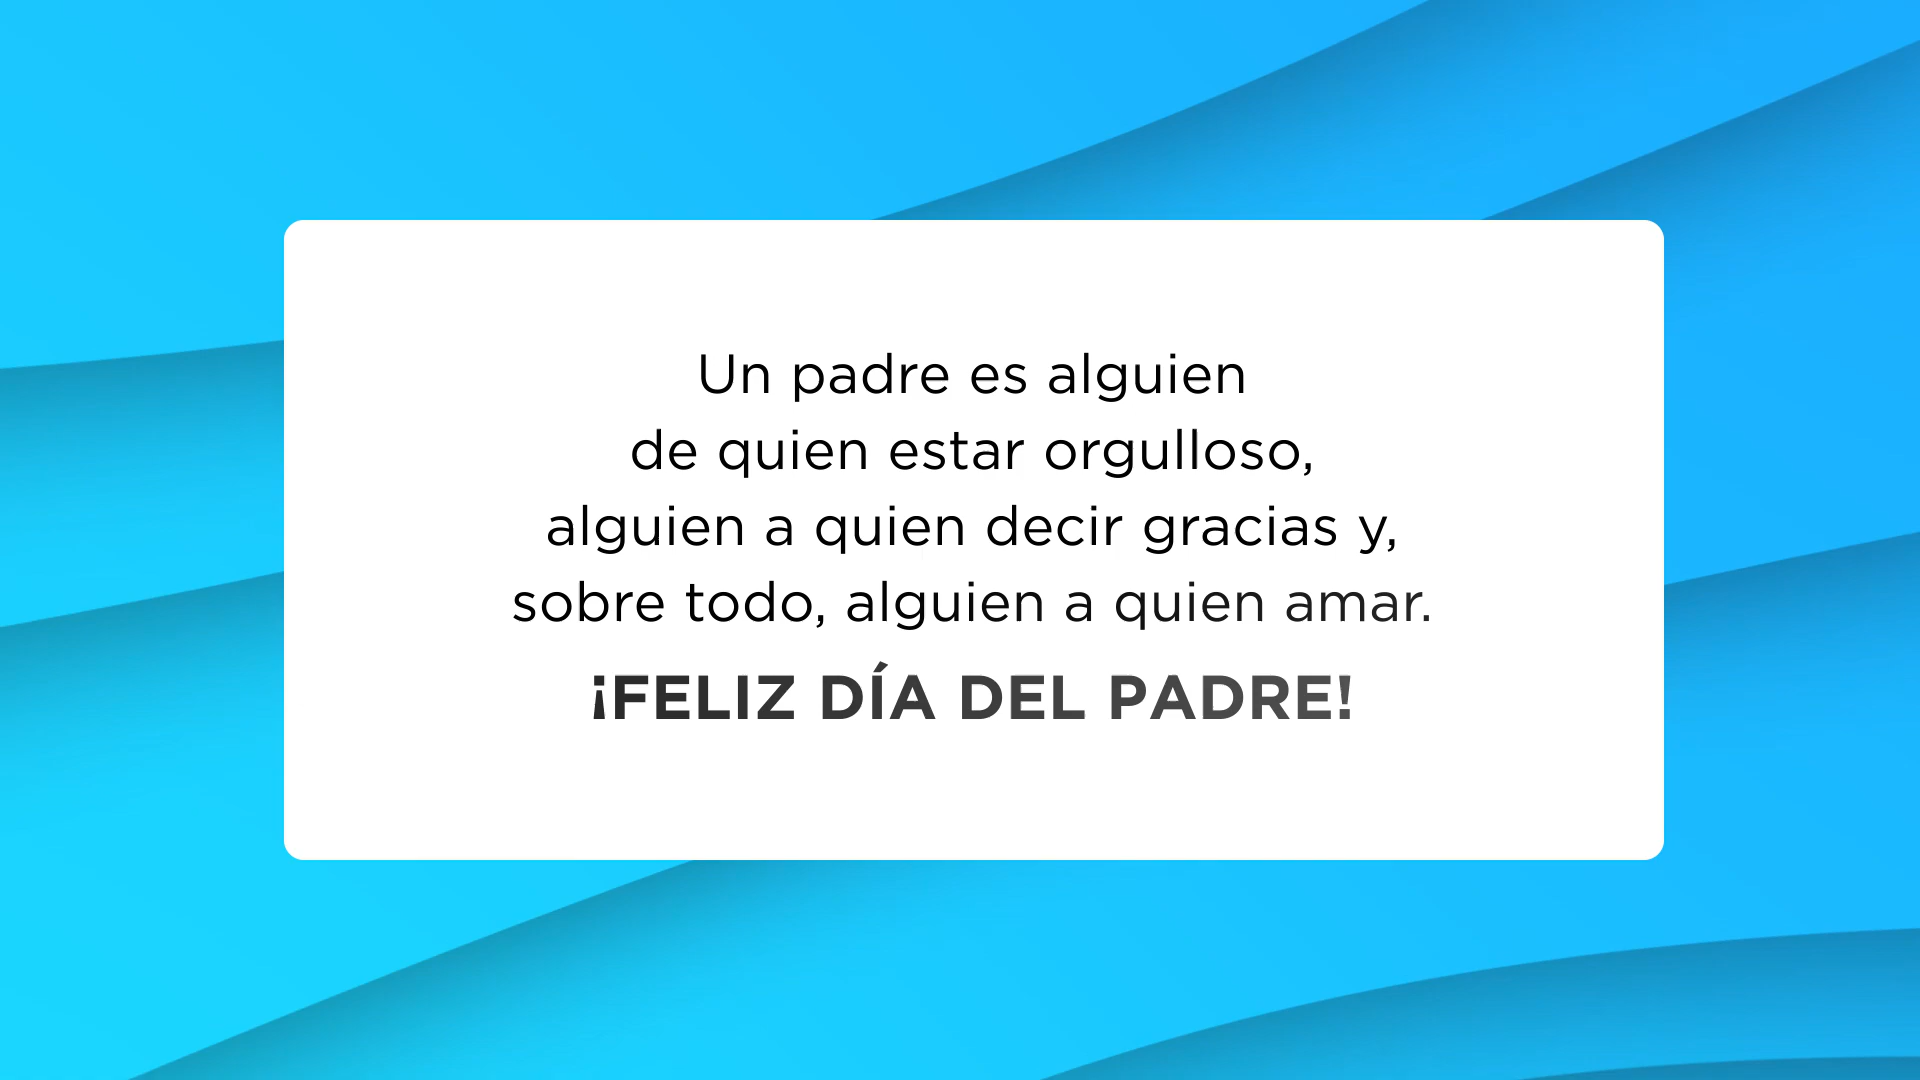 Un padre es alguien
de quien estar orgulloso,
alguien a quien decir gracias y,
sobre todo, alguien a quien amar.
¡FELIZ DÍA DEL PADRE!